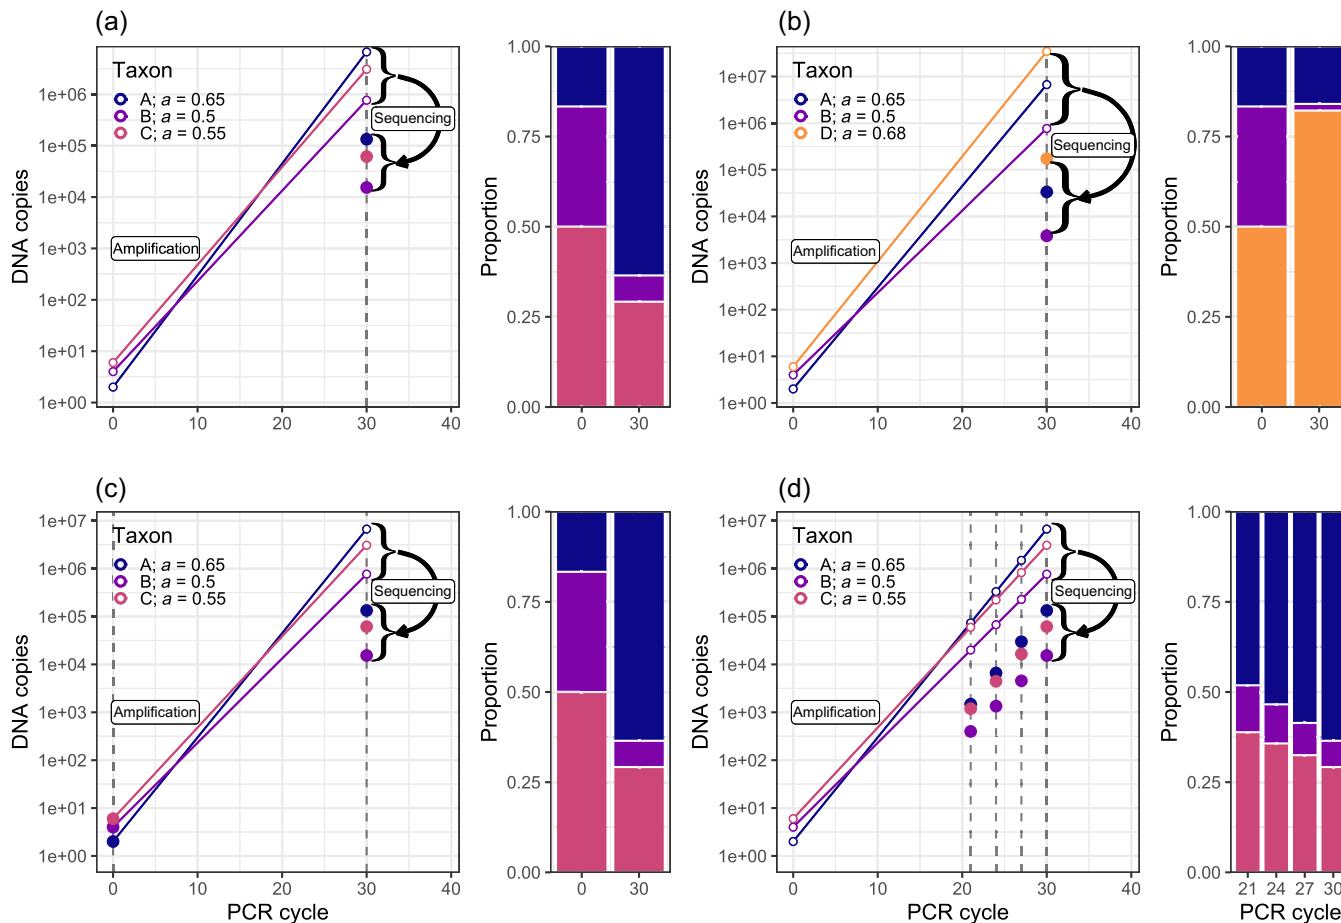 (a)
Taxon
A; a = 0.65
B; a = 0.5
C; a = 0.55
Sequencing
Amplification
DNA copies
1e+06
1e+05
1e+04
1e+03
1e+02
1e+01
1e+00
0 10 20 30 40
Proportion
1.00
0.75
0.50
0.25
0.00
0 30
(b)
Taxon
A; a = 0.65
B; a = 0.5
D; a = 0.68
Sequencing
Amplification
DNA copies
1e+07
1e+06
1e+05
1e+04
1e+03
1e+02
1e+01
1e+00
0 10 20 30 40
Proportion
1.00
0.75
0.50
0.25
0.00
0 30
(c)
Taxon
A; a = 0.65
B; a = 0.5
C; a = 0.55
Sequencing
Amplification
DNA copies
1e+07
1e+06
1e+05
1e+04
1e+03
1e+02
1e+01
1e+00
0 10 20 30 40
PCR cycle
Proportion
1.00
0.75
0.50
0.25
0.00
0 30
(d)
Taxon
A; a = 0.65
B; a = 0.5
C; a = 0.55
Sequencing
Amplification
DNA copies
1e+07
1e+06
1e+05
1e+04
1e+03
1e+02
1e+01
1e+00
0 10 20 30 40
PCR cycle
Proportion
1.00
0.75
0.50
0.25
0.00
21 24 27 30
PCR cycle